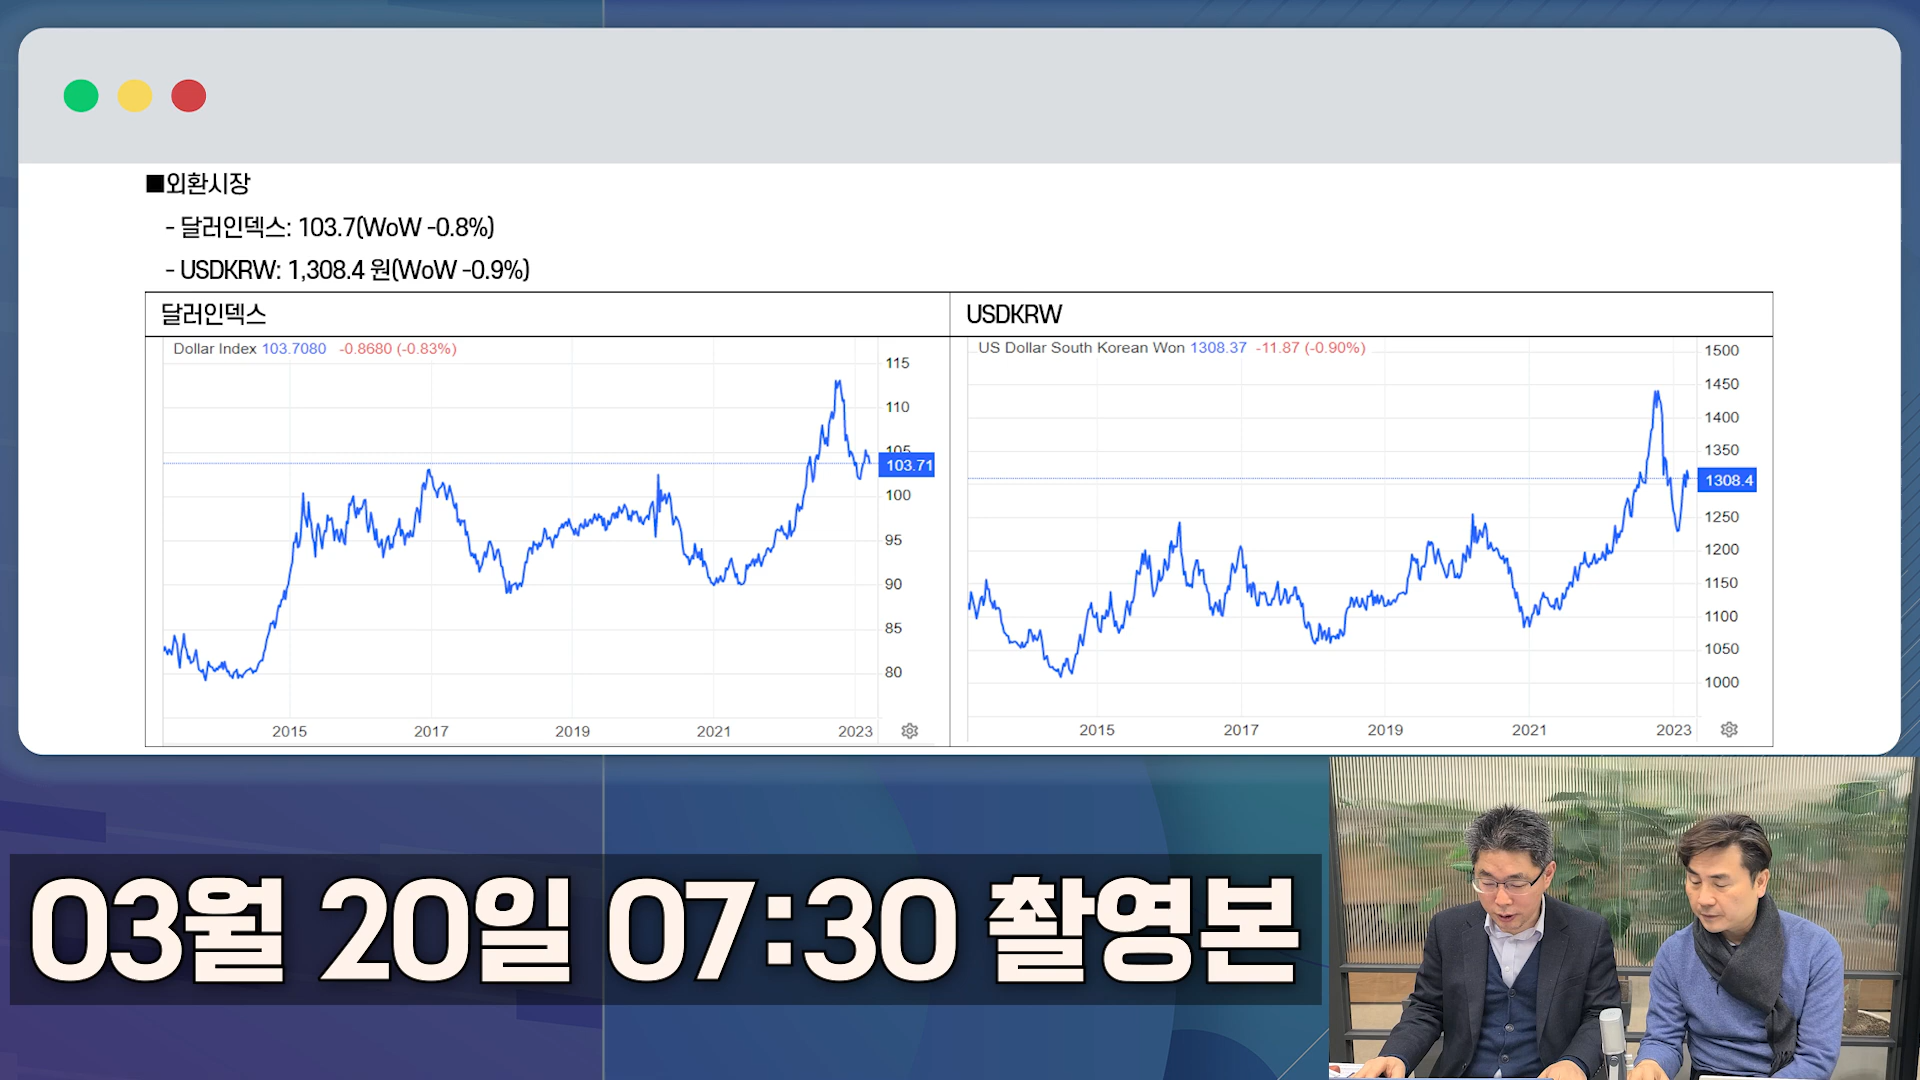 ■외환시장
- 달러인덱스: 103.7(WoW -0.8%)
- USDKRW: 1,308.4 원(WoW -0.9%)
달러인덱스
Dollar Index 103.7080 -0.8680 (-0.83%)
115
110
105
103.71
100
95
90
85
80
2015 2017 2019 2021 2023
USDKRW
US Dollar South Korean Won 1308.37 -11.87 (-0.90%)
1500
1450
1400
1350
1308.4
1250
1200
1150
1100
1050
1000
2015 2017 2019 2021 2023
03월 20일 07:30 촬영본